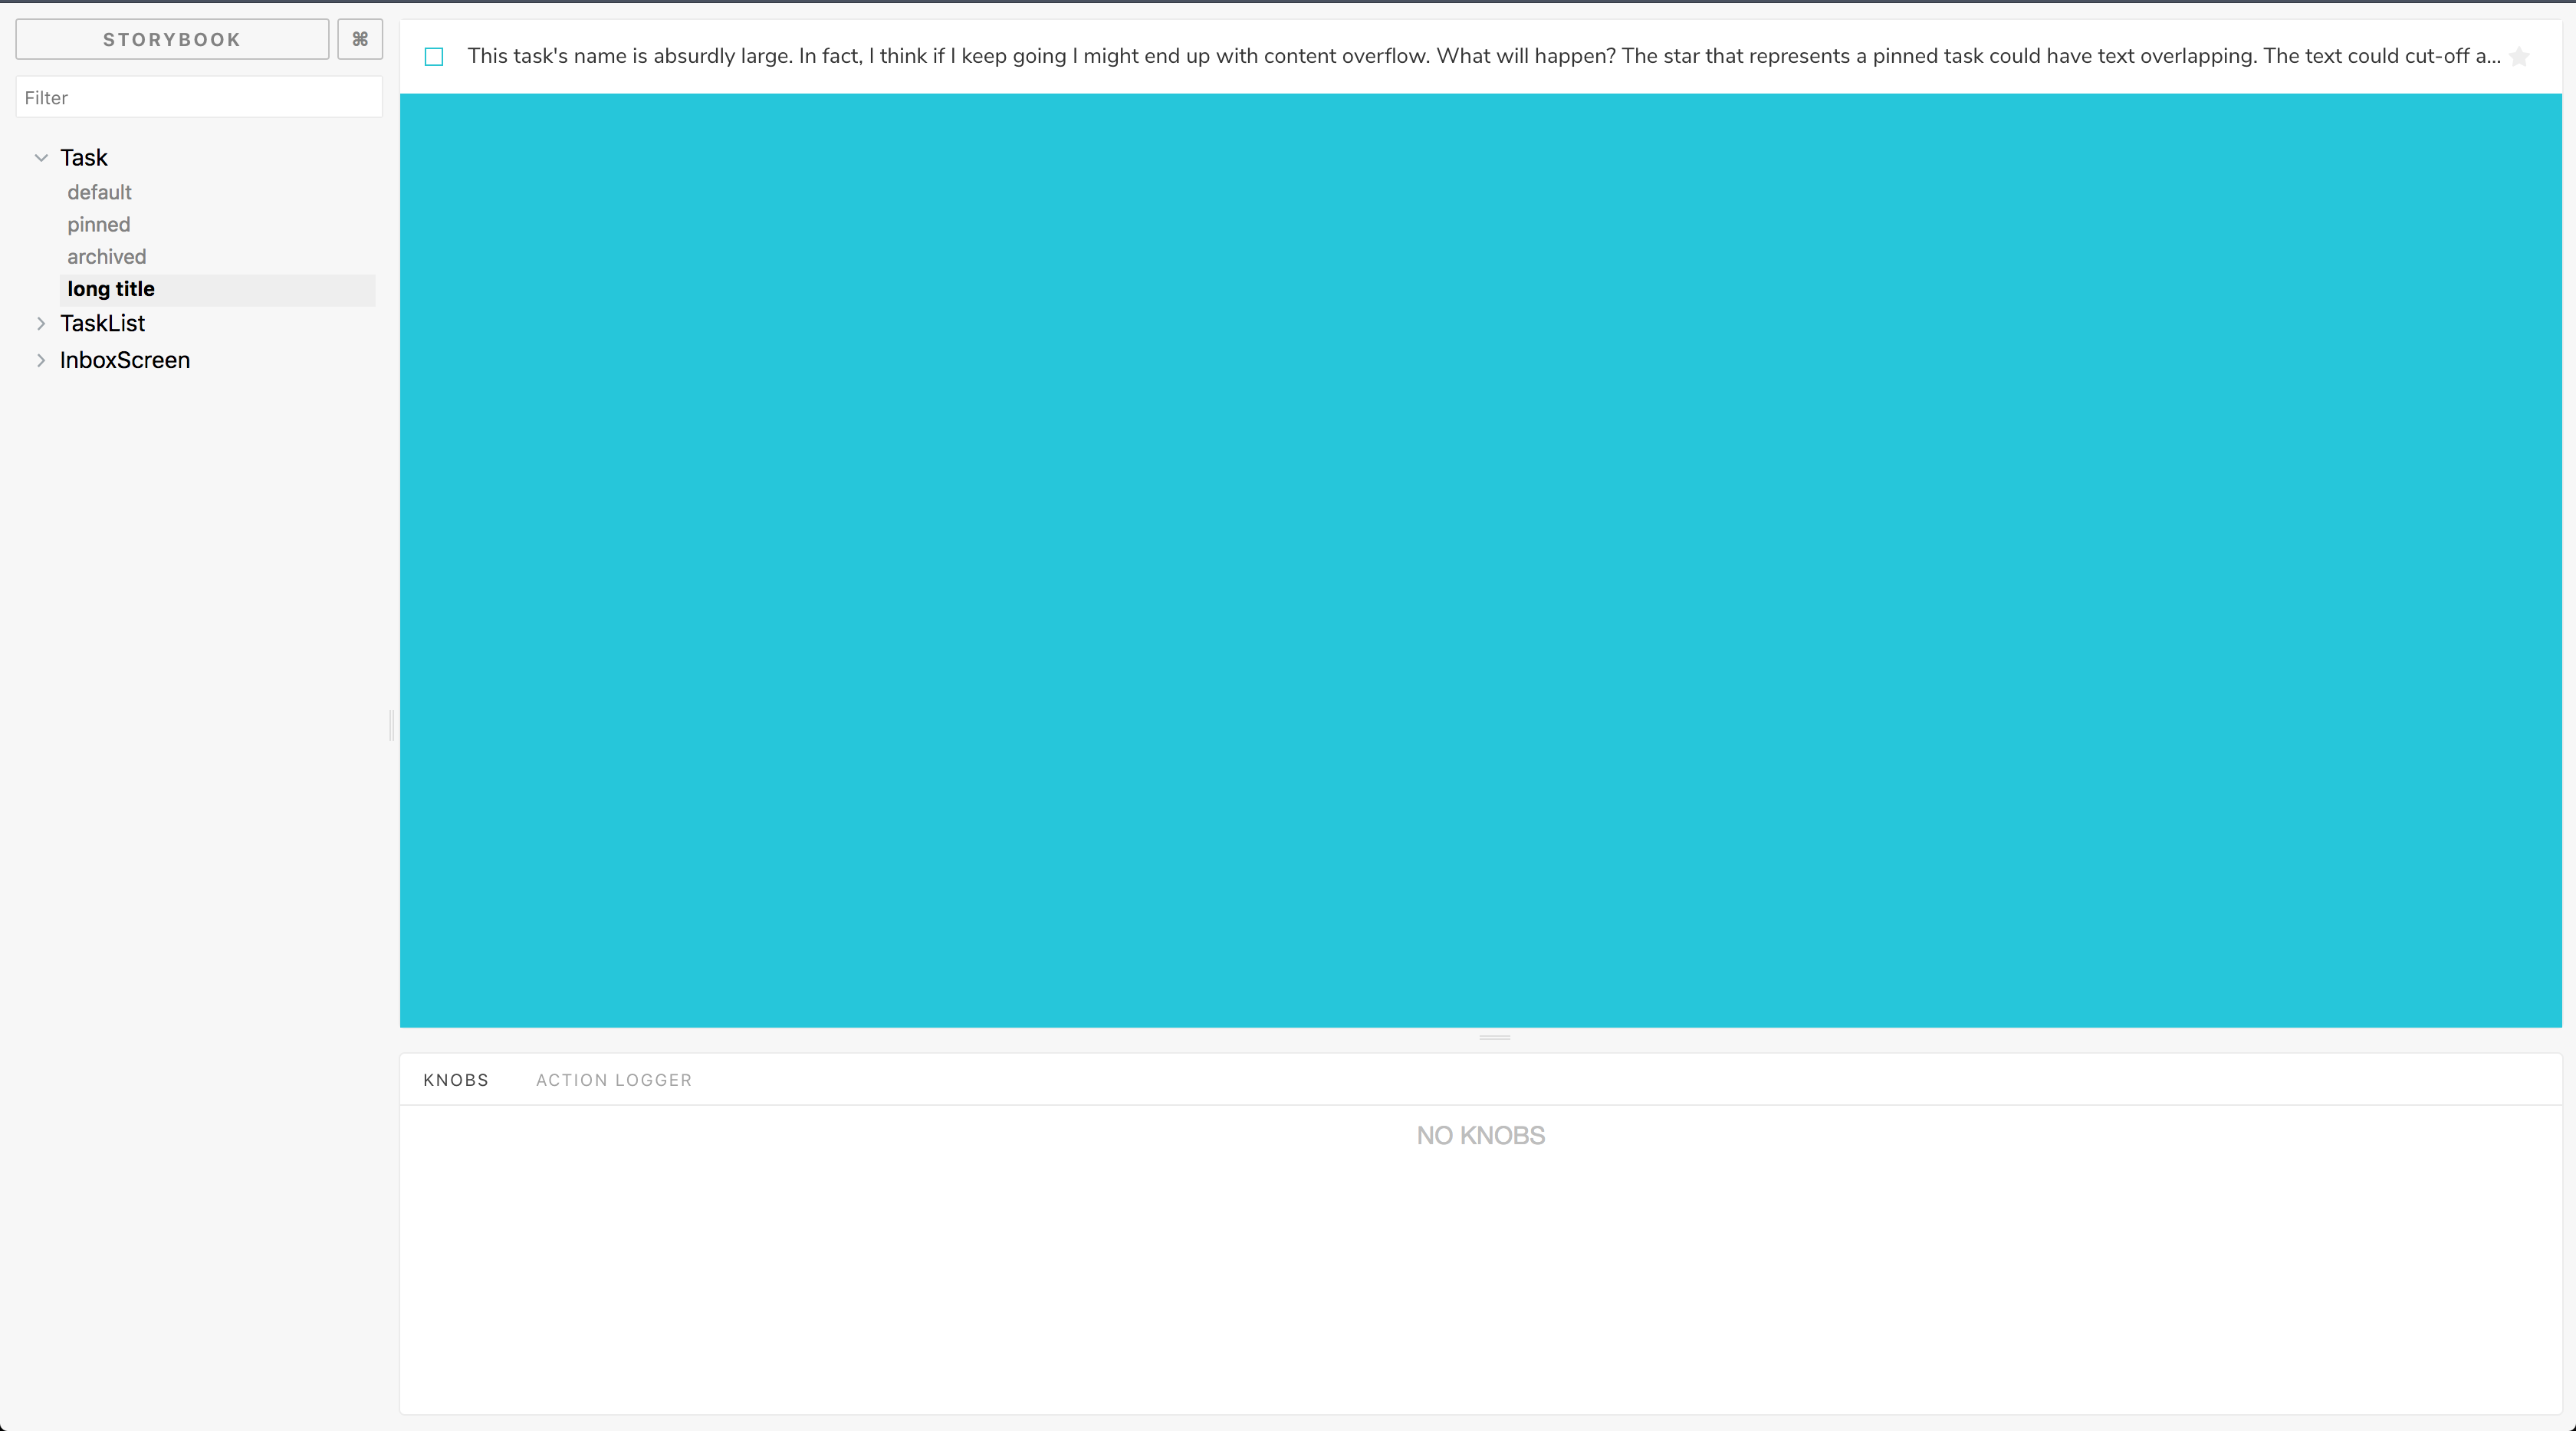 STORYBOOK
⌘
Filter
Task
default
pinned
archived
long title
TaskList
InboxScreen
This task's name is absurdly large. In fact, I think if I keep going I might end up with content overflow. What will happen? The star that represents a pinned task could have text overlapping. The text could cut-off a...
KNOBS ACTION LOGGER
NO KNOBS